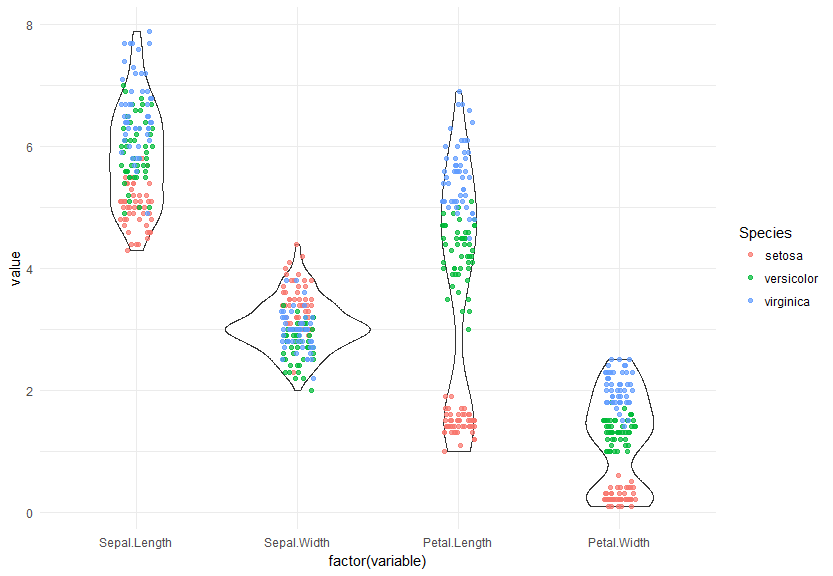 8
6
4
2
0
value
Sepal.Length Sepal.Width Petal.Length Petal.Width
factor(variable)
Species
setosa
versicolor
virginica